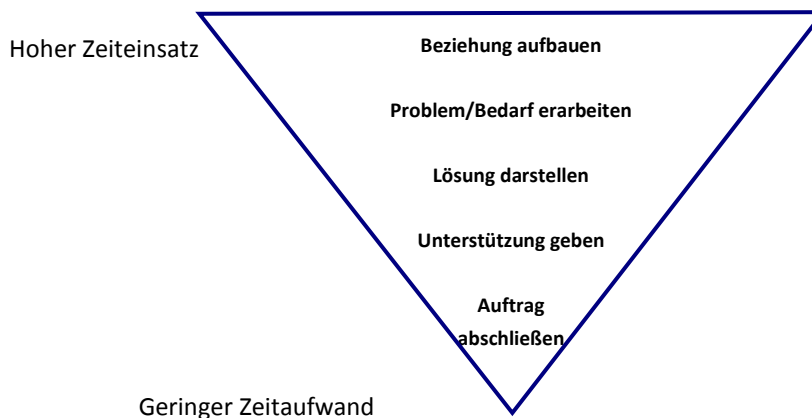 Beziehung aufbauen
Hoher Zeiteinsatz
Problem/Bedarf erarbeiten
Lösung darstellen
Unterstützung geben
Auftrag
abschließen
Geringer Zeitaufwand